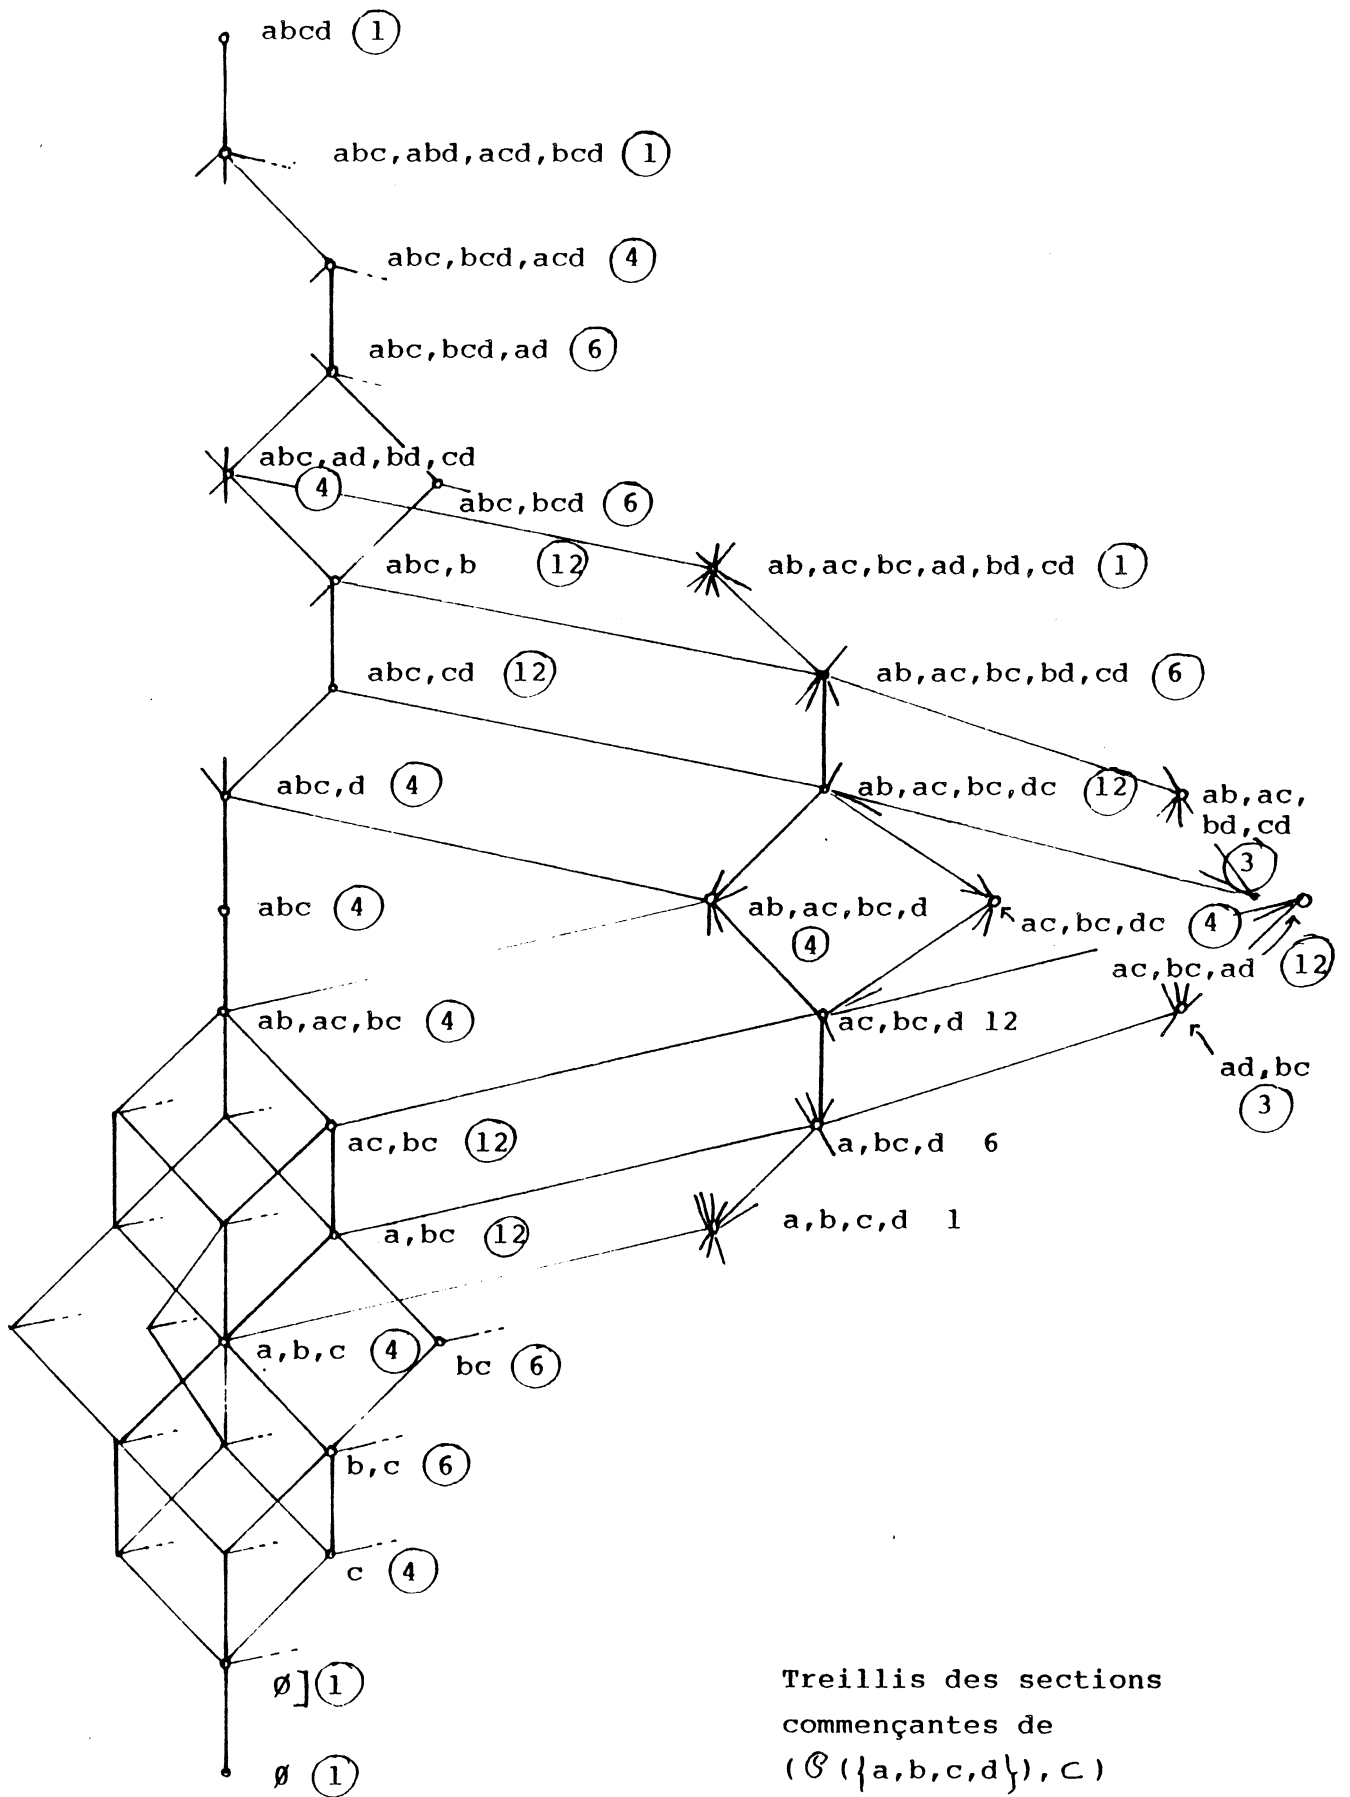 abcd 1
abc,abd,acd,bcd 1
abc,bcd,acd 4
abc,bcd,ad 6
abc,ad,bd,cd
4
abc,bcd 6
abc,b 12
ab,ac,bc,ad,bd,cd 1
abc,cd 12
ab,ac,bc,bd,cd 6
abc,d 4
ab,ac,bc,dc 12
ab,ac,
bd,cd
3
abc 4
ab,ac,bc,d
4
ac,bc,dc 4
ac,bc,ad 12
ab,ac,bc 4
ac,bc,d 12
ad,bc
3
ac,bc 12
a,bc,d 6
a,bc 12
a,b,c,d 1
a,b,c 4
bc 6
b,c 6
c 4
ø] 1
ø 1
Treillis des sections
commençantes de
(𝒫({a,b,c,d}),⊂)